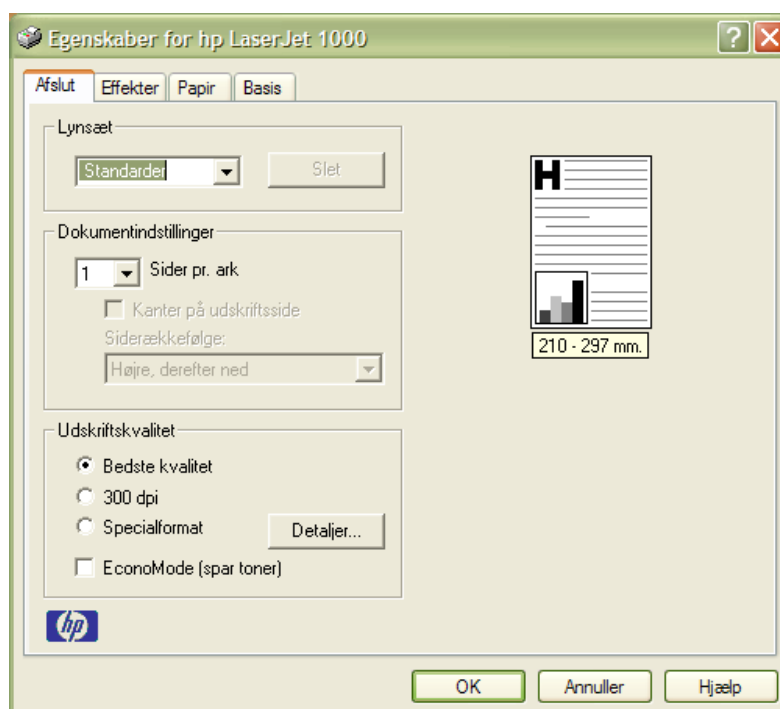 Egenskaber for hp LaserJet 1000
Afslut
Effekter
Papir
Basis
Lynsæt
Standarder
Slet
Dokumentindstillinger
1 Sider pr. ark
Kanter på udskriftsside
Siderækkefølge:
Højre, derefter ned
H
210 - 297 mm.
Udskriftskvalitet
Bedste kvalitet
300 dpi
Specialformat
Detaljer...
EconoMode (spar toner)
hp
OK
Annuller
Hjælp